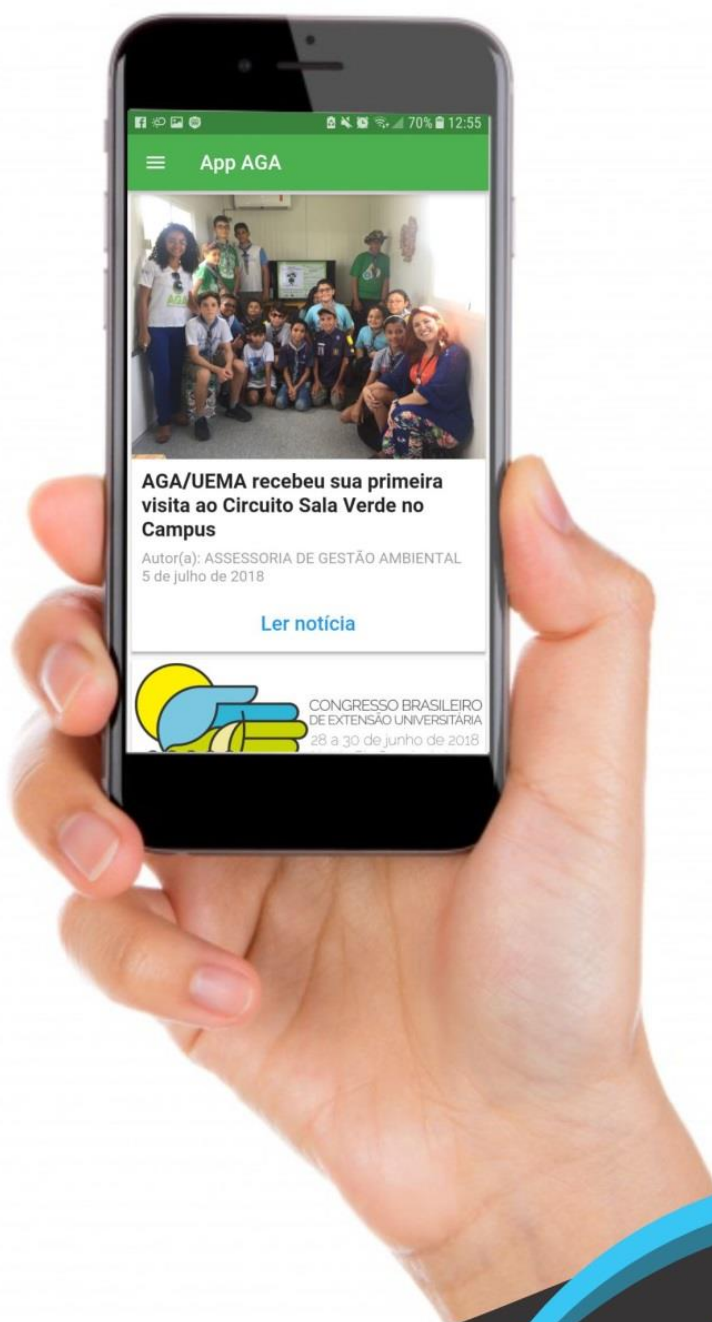 70% 12:55
App AGA
AGA
AGA/UEMA recebeu sua primeira
visita ao Circuito Sala Verde no
Campus
Autor(a): ASSESSORIA DE GESTÃO AMBIENTAL
5 de julho de 2018
Ler notícia
CONGRESSO BRASILEIRO
DE EXTENSÃO UNIVERSITÁRIA
28 a 30 de junho de 2018